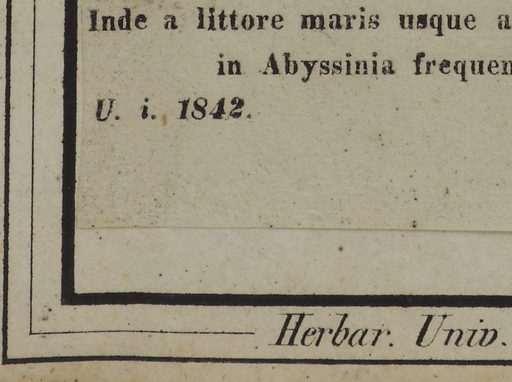 Inde a littore maris usque a
in Abyssinia frequen
U. i. 1842.
Herbar. Univ.